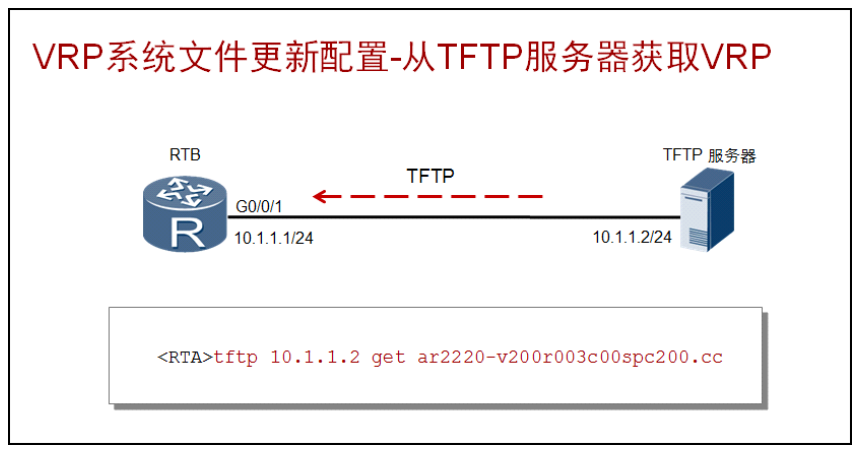 VRP系统文件更新配置-从TFTP服务器获取VRP
RTB
TFTP 服务器
TFTP
G0/0/1
R
10.1.1.1/24
10.1.1.2/24
<RTA>tftp 10.1.1.2 get ar2220-v200r003c00spc200.cc